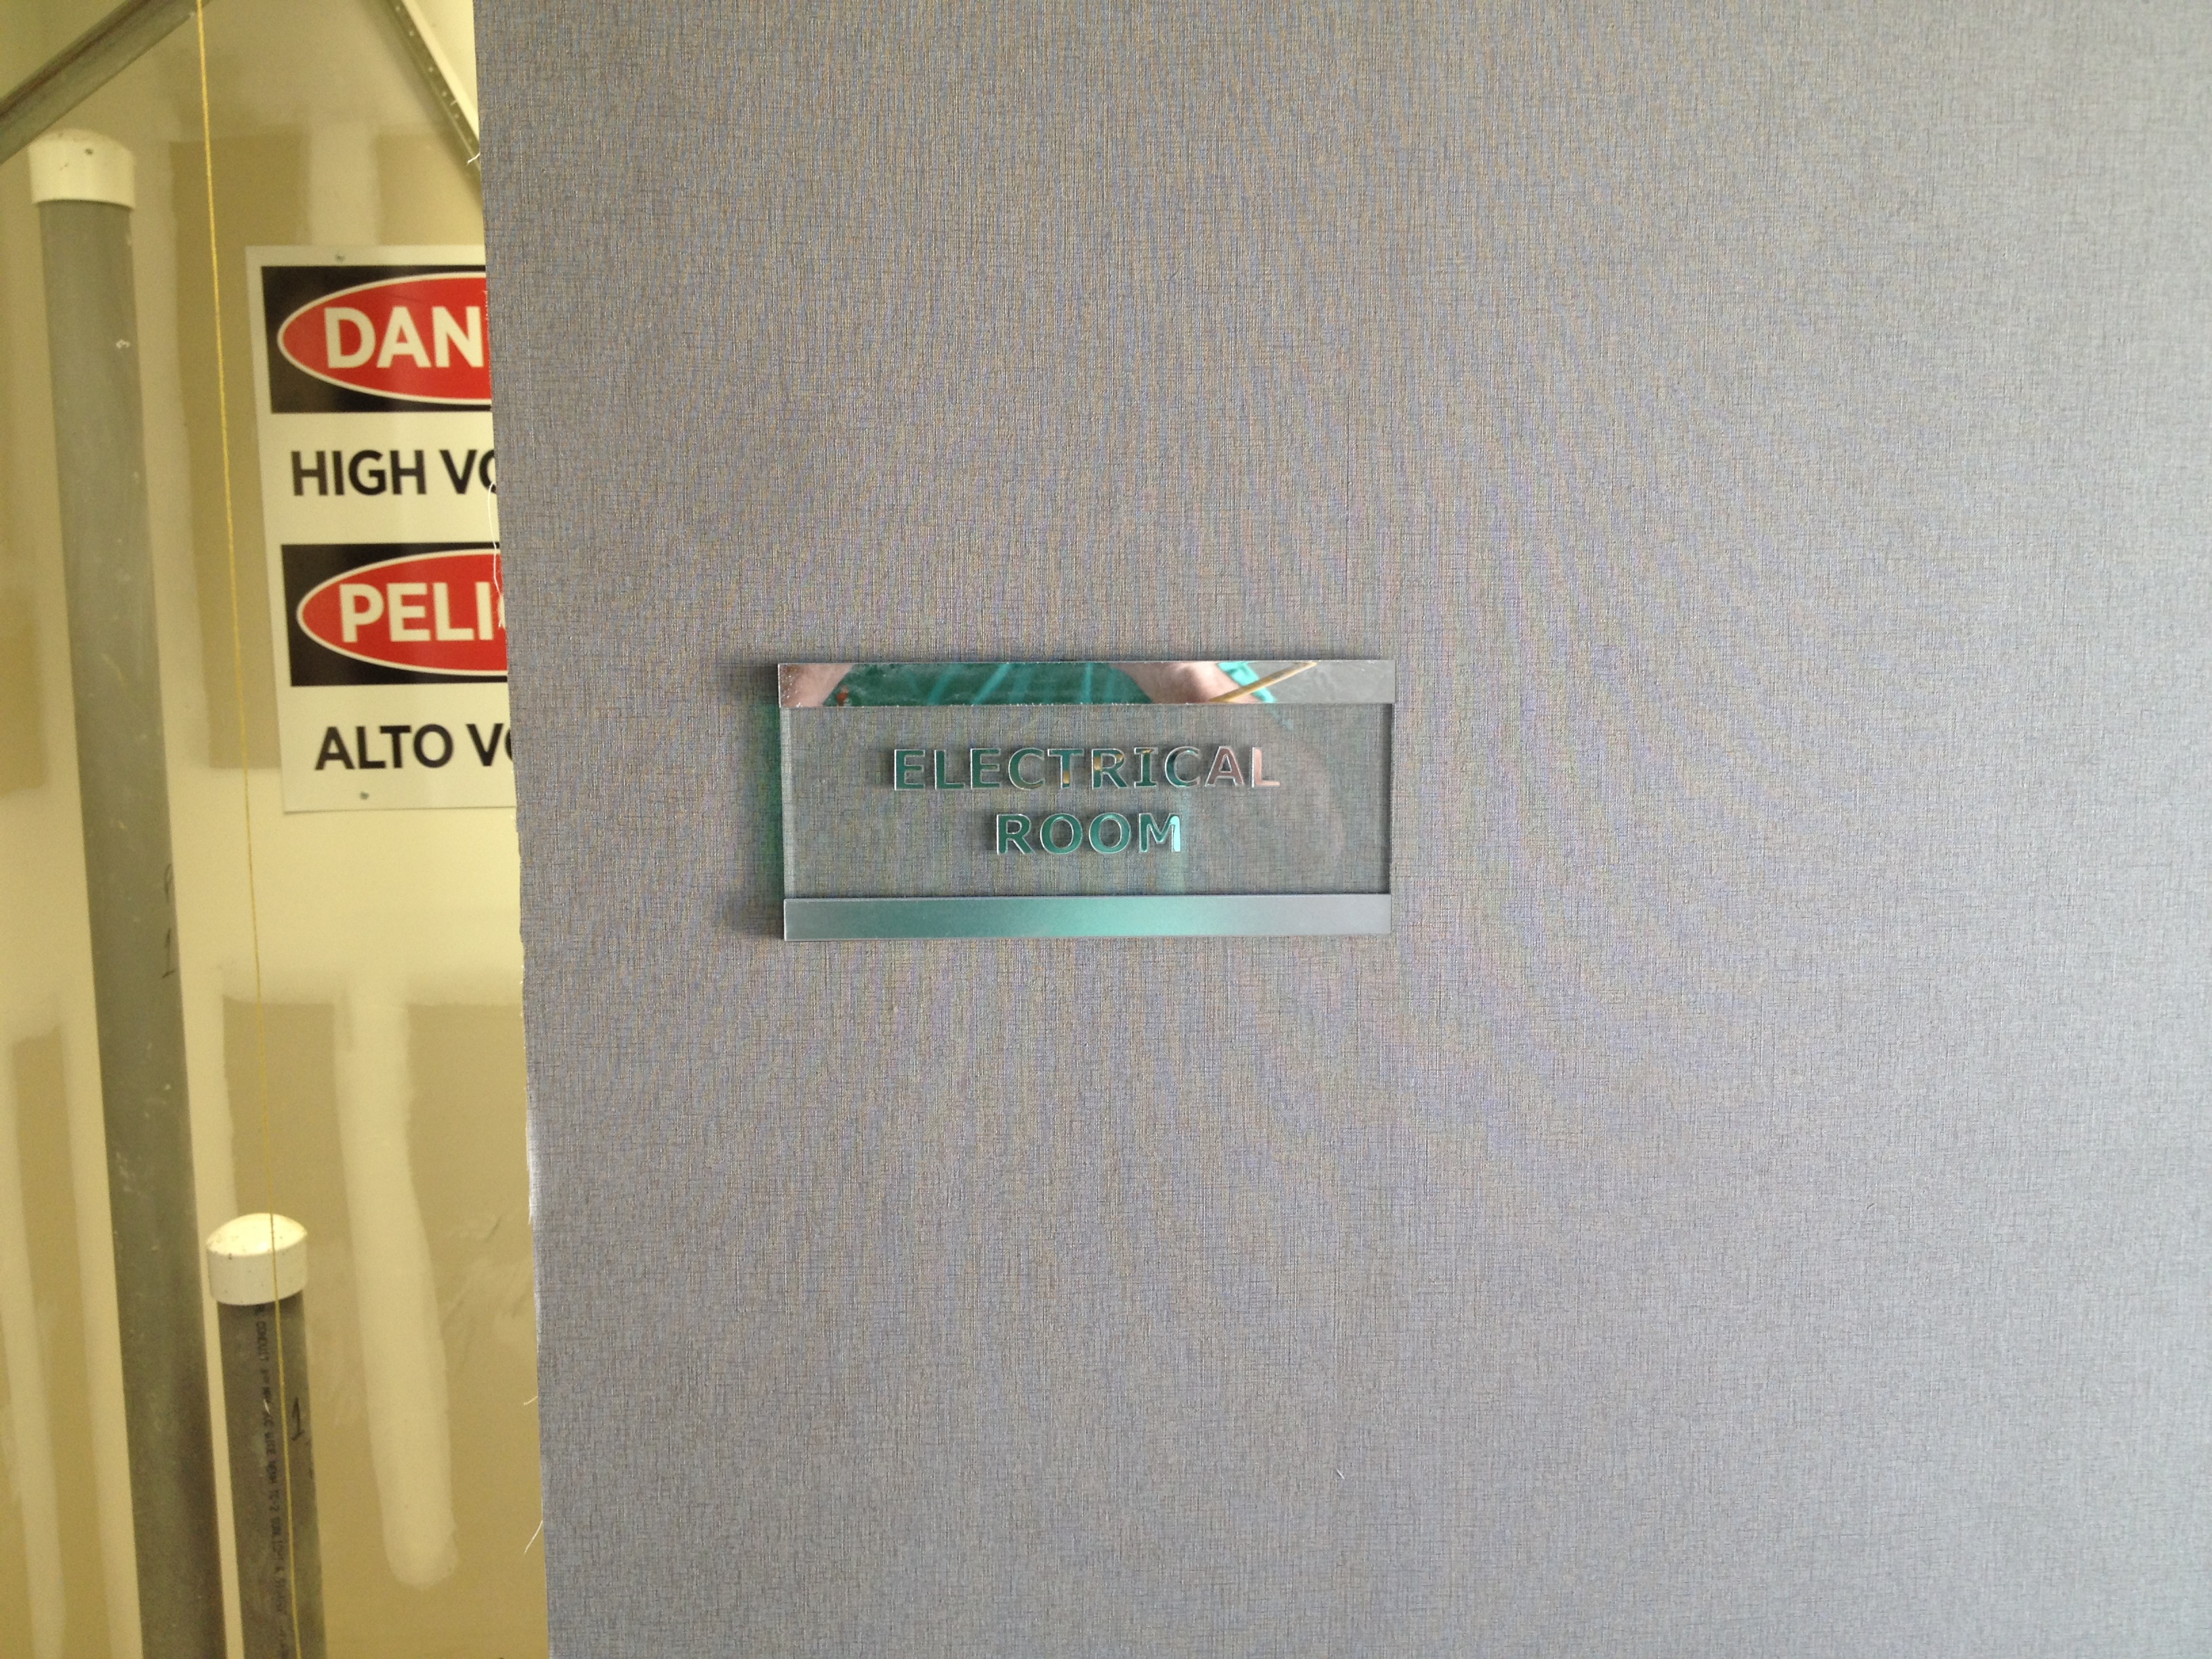 DAN
HIGH VO
PELI
ALTO VO
ELECTRICAL
ROOM